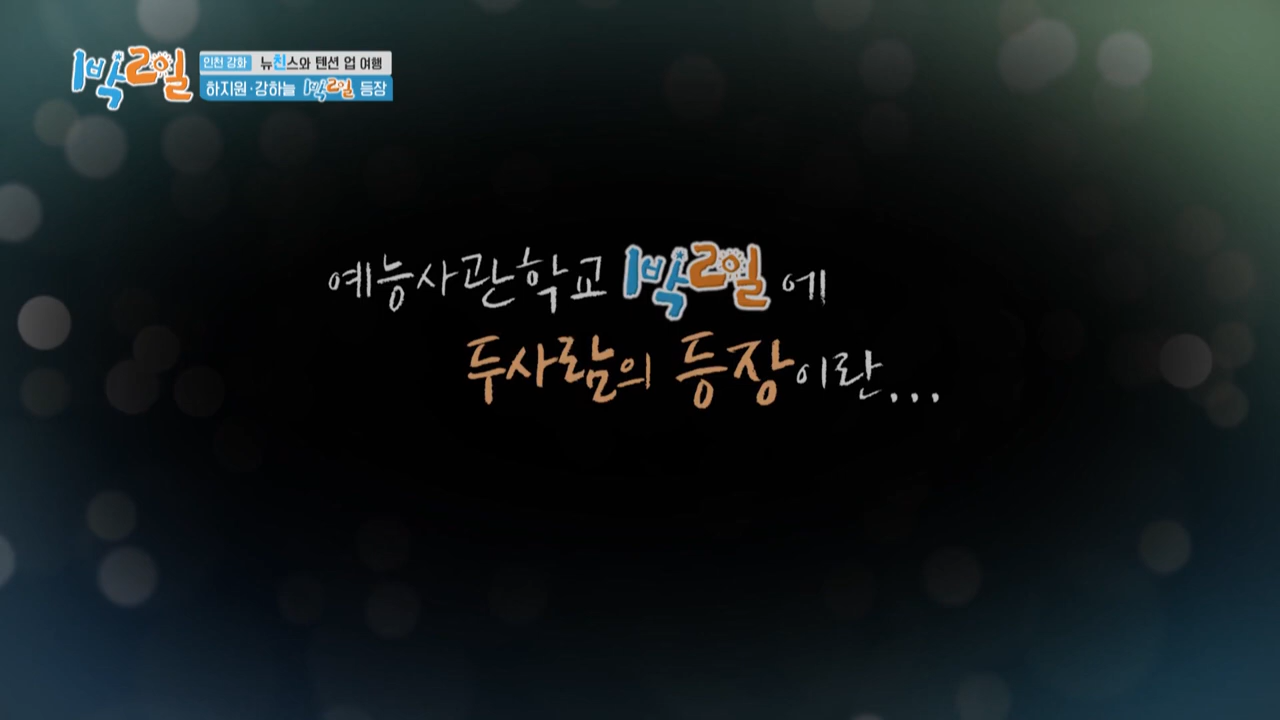 1박2일
인천 강화 뉴친스와 텐션 업 여행
하지원·강하늘 1박2일 등장
예능사관학교 1박2일에
두사람의 등장이란...